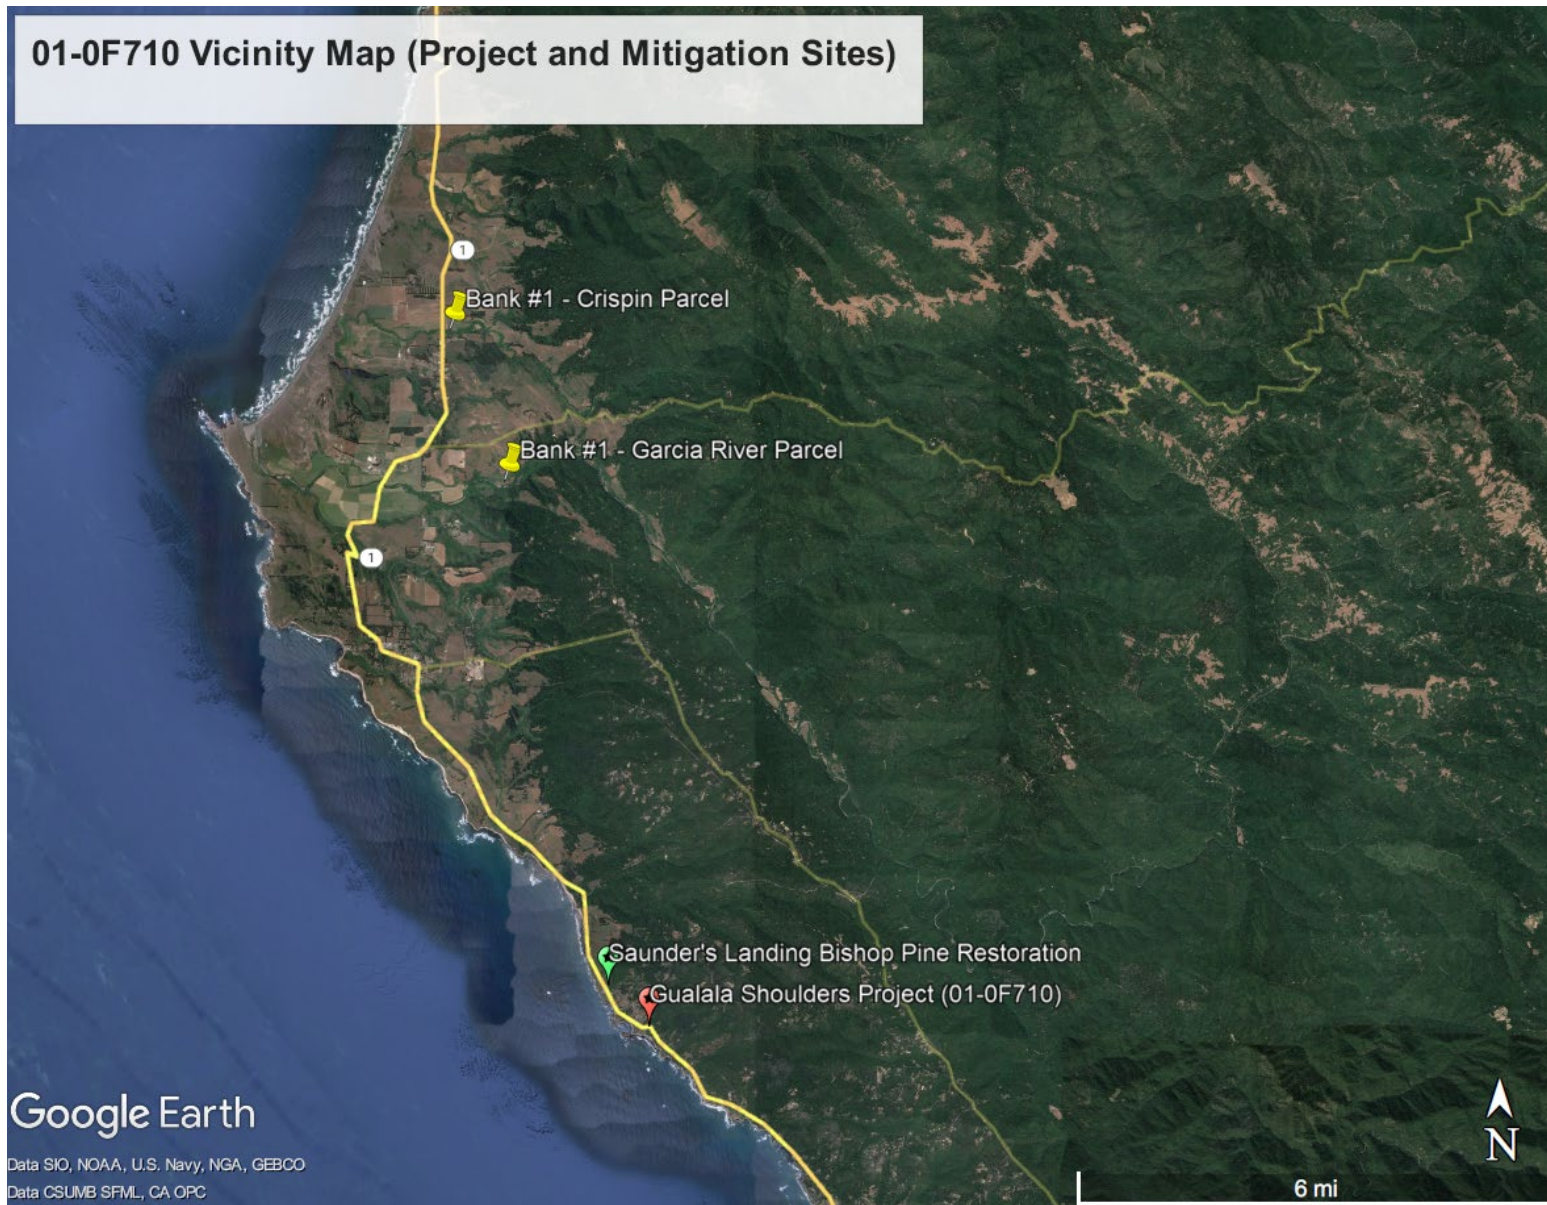 01-0F710 Vicinity Map (Project and Mitigation Sites)
1
Bank #1 - Crispin Parcel
Bank #1 - Garcia River Parcel
1
Saunder's Landing Bishop Pine Restoration
Gualala Shoulders Project (01-0F710)
Google Earth
N
Data SIO, NOAA, U.S. Navy, NGA, GEBCO
Data CSUMB SFML, CA OPC
6 mi